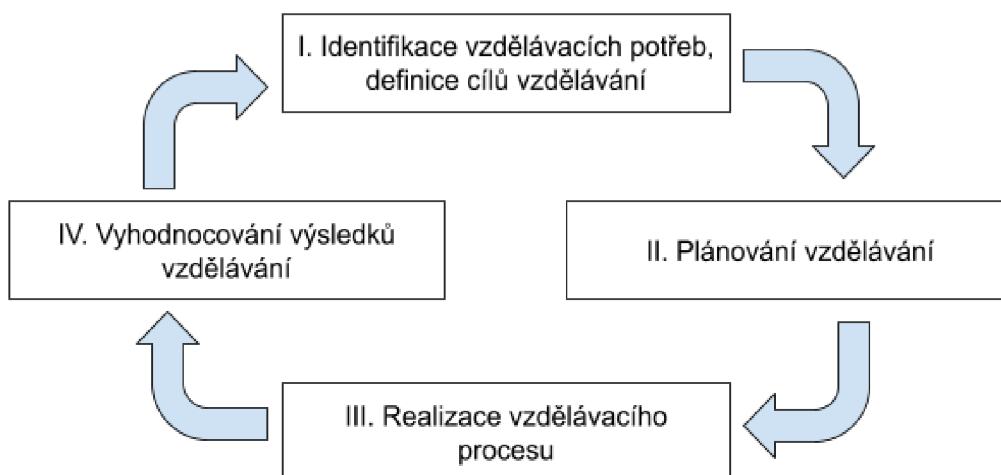 I. Identifikace vzdělávacích potřeb,
definice cílů vzdělávání
II. Plánování vzdělávání
III. Realizace vzdělávacího
procesu
IV. Vyhodnocování výsledků
vzdělávání